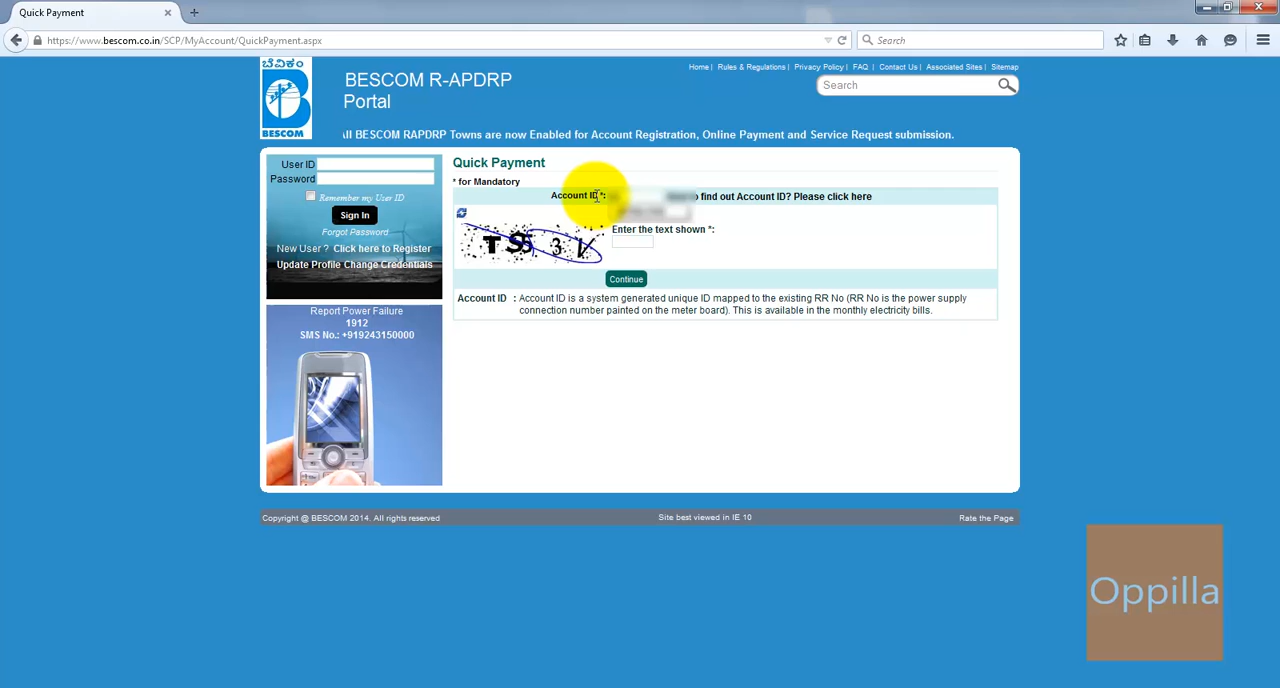 Quick Payment
https://www.bescom.co.in/SCP/MyAccount/QuickPayment.aspx
Search
ಬೆವಿಕಂ
BESCOM
BESCOM R-APDRP
Portal
Home | Rules & Regulations | Privacy Policy | FAQ | Contact Us | Associated Sites | Sitemap
Search
All BESCOM RAPDRP Towns are now Enabled for Account Registration, Online Payment and Service Request submission.
User ID
Password
Remember my User ID
Sign In
Forgot Password
New User ? Click here to Register
Update Profile Change Credentials
Report Power Failure
1912
SMS No.: +919243150000
Quick Payment
* for Mandatory
Account ID *: to find out Account ID? Please click here
Enter the text shown *:
Continue
Account ID : Account ID is a system generated unique ID mapped to the existing RR No (RR No is the power supply
connection number painted on the meter board). This is available in the monthly electricity bills.
Copyright @ BESCOM 2014. All rights reserved
Site best viewed in IE 10
Rate the Page
Oppilla